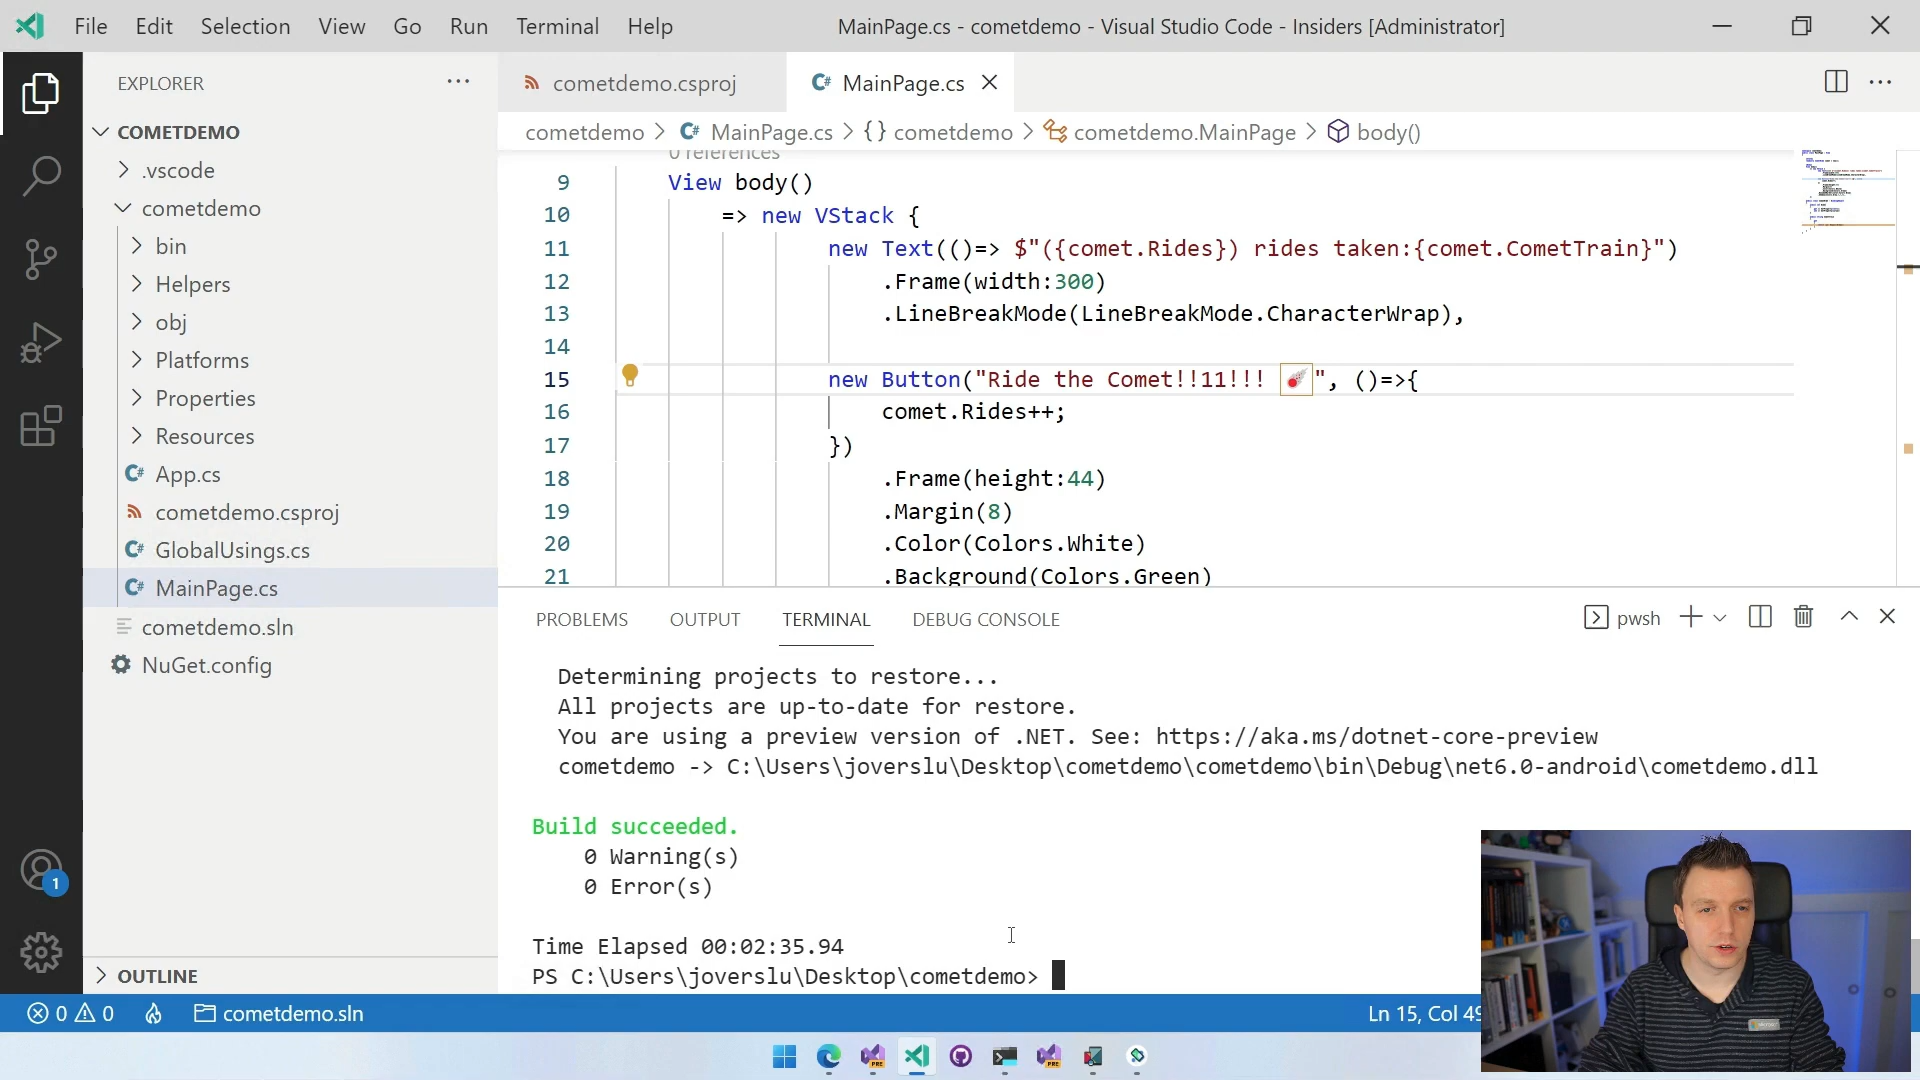 File Edit Selection View Go Run Terminal Help
MainPage.cs - cometdemo - Visual Studio Code - Insiders [Administrator]
EXPLORER
COMETDEMO
.vscode
cometdemo
bin
Helpers
obj
Platforms
Properties
Resources
App.cs
cometdemo.csproj
GlobalUsings.cs
MainPage.cs
cometdemo.sln
NuGet.config
OUTLINE
cometdemo.csproj
MainPage.cs
cometdemo > MainPage.cs > {} cometdemo > cometdemo.MainPage > body()
0 references
9 View body()
10 => new VStack {
11 new Text(()=> $"({comet.Rides}) rides taken:{comet.CometTrain}")
12 .Frame(width:300)
13 .LineBreakMode(LineBreakMode.CharacterWrap),
14
15 new Button("Ride the Comet!!11!!! ☄️", ()=>{
16 comet.Rides++;
17 })
18 .Frame(height:44)
19 .Margin(8)
20 .Color(Colors.White)
21 .Background(Colors.Green)
PROBLEMS OUTPUT TERMINAL DEBUG CONSOLE
pwsh
Determining projects to restore...
All projects are up-to-date for restore.
You are using a preview version of .NET. See: https://aka.ms/dotnet-core-preview
cometdemo -> C:\Users\joverslu\Desktop\cometdemo\cometdemo\bin\Debug\net6.0-android\cometdemo.dll
Build succeeded.
0 Warning(s)
0 Error(s)
Time Elapsed 00:02:35.94
PS C:\Users\joverslu\Desktop\cometdemo>
1
0 0 cometdemo.sln
Ln 15, Col 49
PRE
PRE